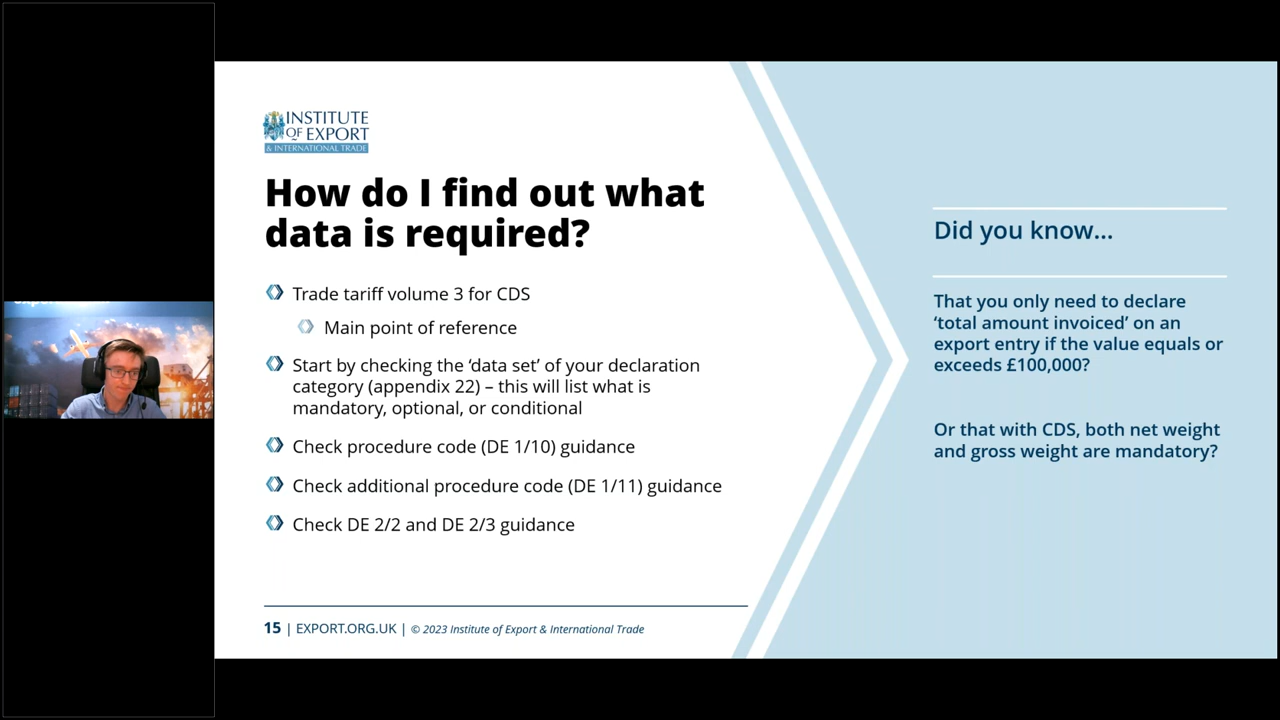 INSTITUTE
OF EXPORT
& INTERNATIONAL TRADE
How do I find out what
data is required?
Trade tariff volume 3 for CDS
Main point of reference
Start by checking the ‘data set’ of your declaration
category (appendix 22) – this will list what is
mandatory, optional, or conditional
Check procedure code (DE 1/10) guidance
Check additional procedure code (DE 1/11) guidance
Check DE 2/2 and DE 2/3 guidance
15 | EXPORT.ORG.UK | © 2023 Institute of Export & International Trade
Did you know...
That you only need to declare
‘total amount invoiced’ on an
export entry if the value equals or
exceeds £100,000?
Or that with CDS, both net weight
and gross weight are mandatory?